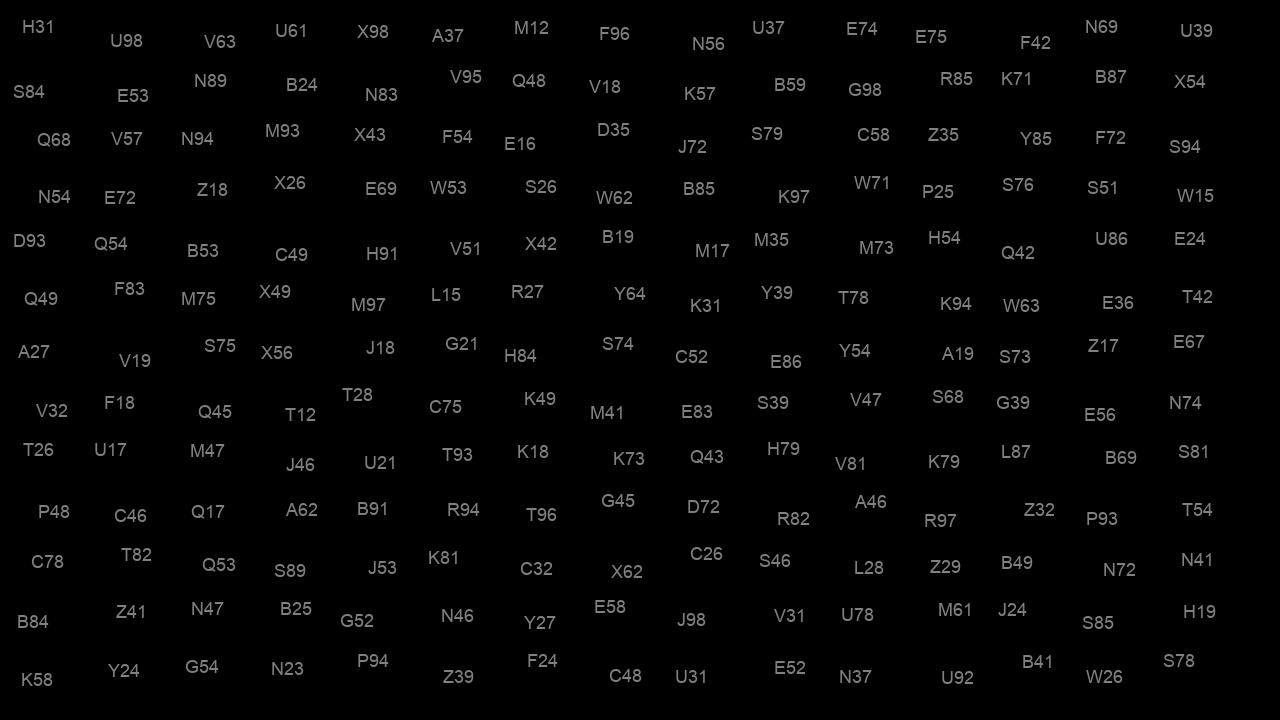 H31 U98 V63 U61 X98 A37 M12 F96 N56 U37 E74 E75 F42 N69 U39
S84 E53 N89 B24 N83 V95 Q48 V18 K57 B59 G98 R85 K71 B87 X54
Q68 V57 N94 M93 X43 F54 E16 D35 J72 S79 C58 Z35 Y85 F72 S94
N54 E72 Z18 X26 E69 W53 S26 W62 B85 K97 W71 P25 S76 S51 W15
D93 Q54 B53 C49 H91 V51 X42 B19 M17 M35 M73 H54 Q42 U86 E24
Q49 F83 M75 X49 M97 L15 R27 Y64 K31 Y39 T78 K94 W63 E36 T42
A27 V19 S75 X56 J18 G21 H84 S74 C52 E86 Y54 A19 S73 Z17 E67
V32 F18 Q45 T12 T28 C75 K49 M41 E83 S39 V47 S68 G39 E56 N74
T26 U17 M47 J46 U21 T93 K18 K73 Q43 H79 V81 K79 L87 B69 S81
P48 C46 Q17 A62 B91 R94 T96 G45 D72 R82 A46 R97 Z32 P93 T54
C78 T82 Q53 S89 J53 K81 C32 X62 C26 S46 L28 Z29 B49 N72 N41
B84 Z41 N47 B25 G52 N46 Y27 E58 J98 V31 U78 M61 J24 S85 H19
K58 Y24 G54 N23 P94 Z39 F24 C48 U31 E52 N37 U92 B41 W26 S78